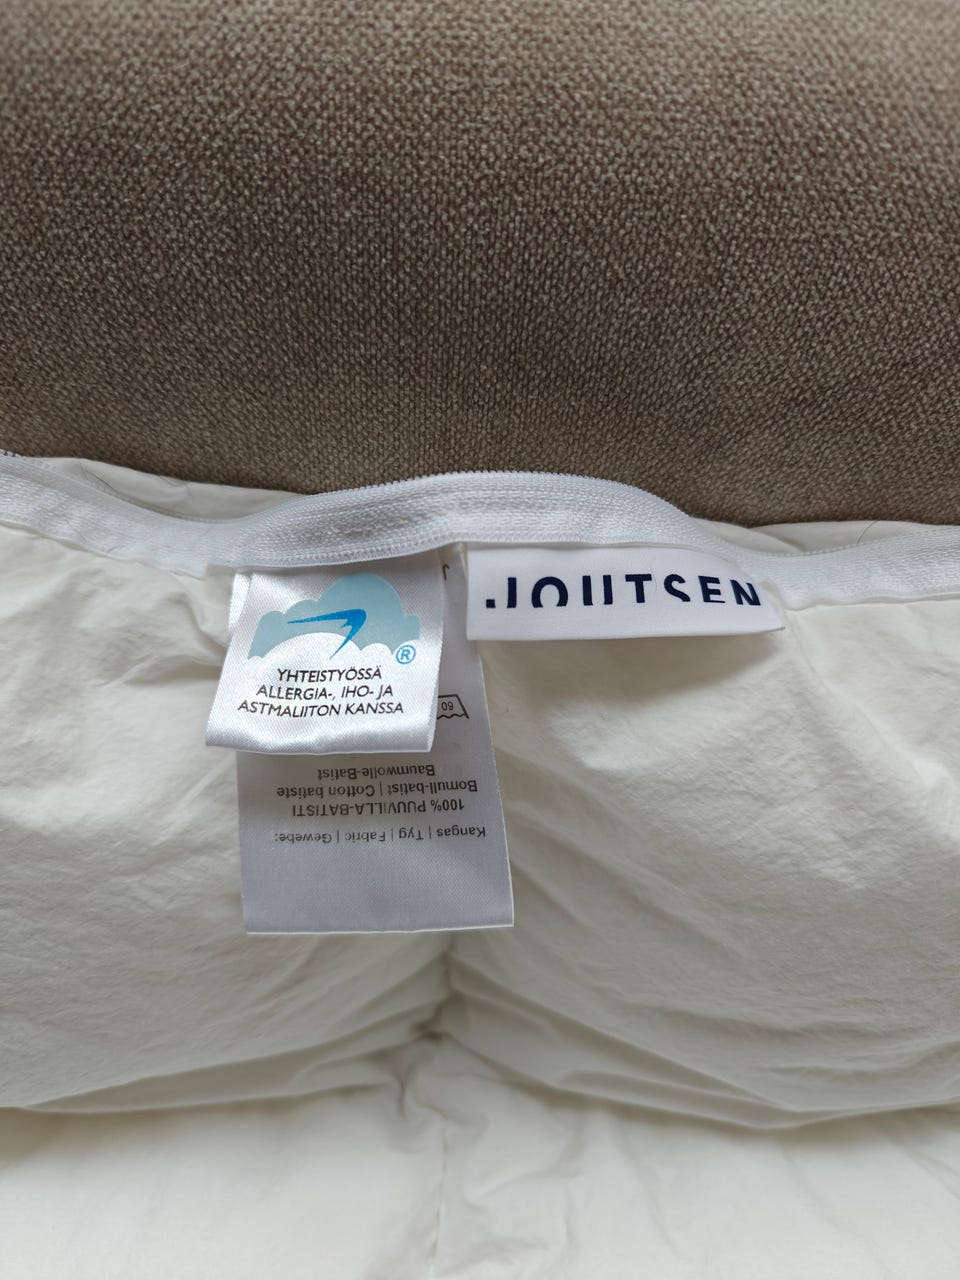 JOUTSEN
®
YHTEISTYÖSSÄ
ALLERGIA-, IHO- JA
ASTMALIITON KANSSA
60
Kangas | Tyg | Fabric | Gewebe:
100% PUUVILLA-BATISTI
Bomull-batist | Cotton batiste
Baumwolle-Batist